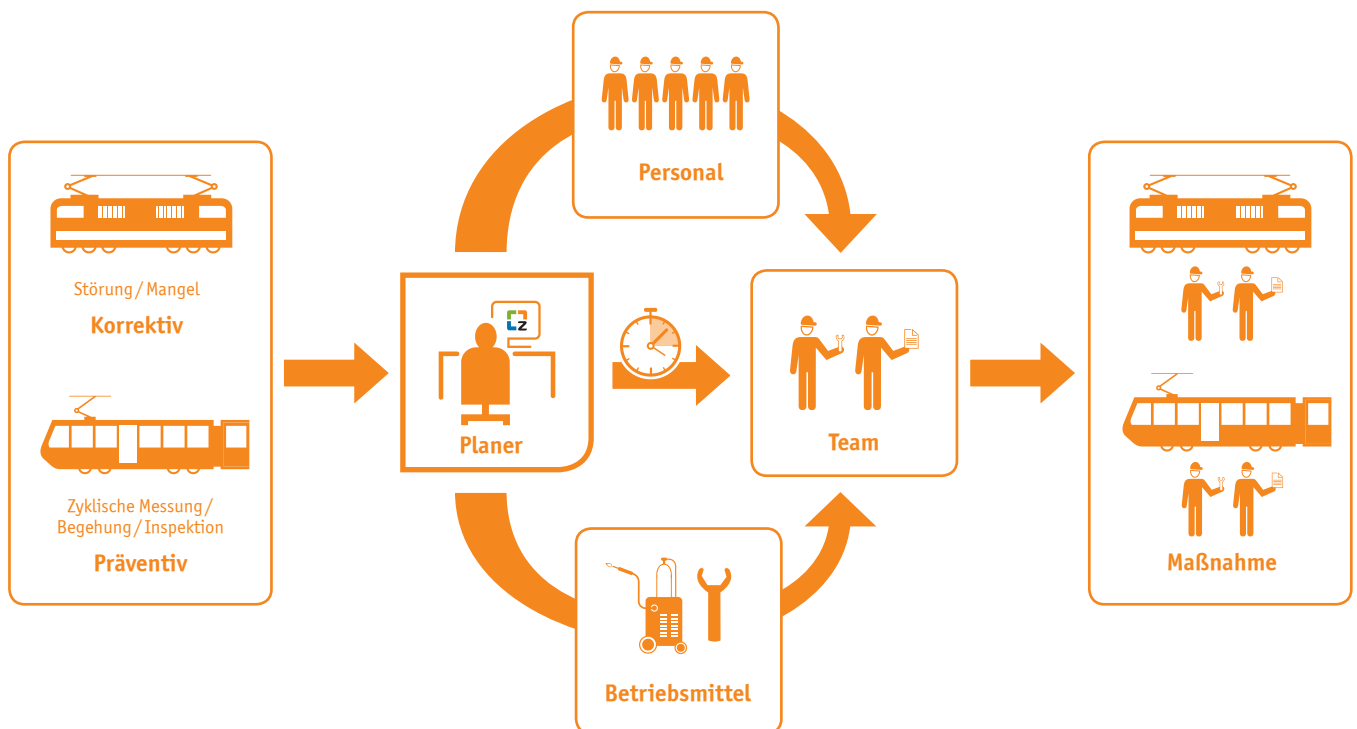 Personal
Störung / Mangel
Korrektiv
Zyklische Messung /
Begehung / Inspektion
Präventiv
z
Planer
Team
Betriebsmittel
Maßnahme